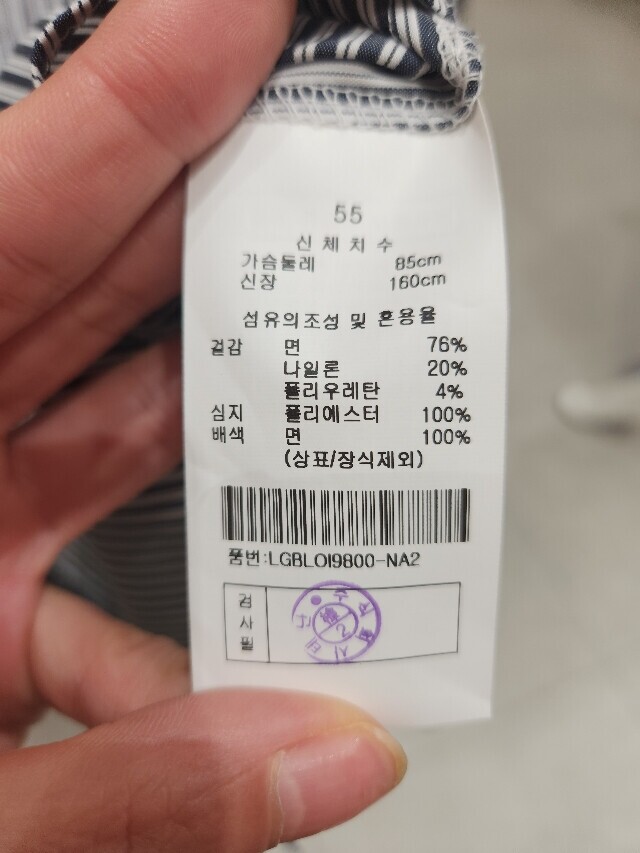 55
신체치수
가슴둘레 85cm
신장 160cm
섬유의조성 및 혼용율
겉감 면 76%
나일론 20%
폴리우레탄 4%
심지 폴리에스터 100%
배색 면 100%
(상표/장식제외)
품번:LGBLOI9800-NA2
검사필